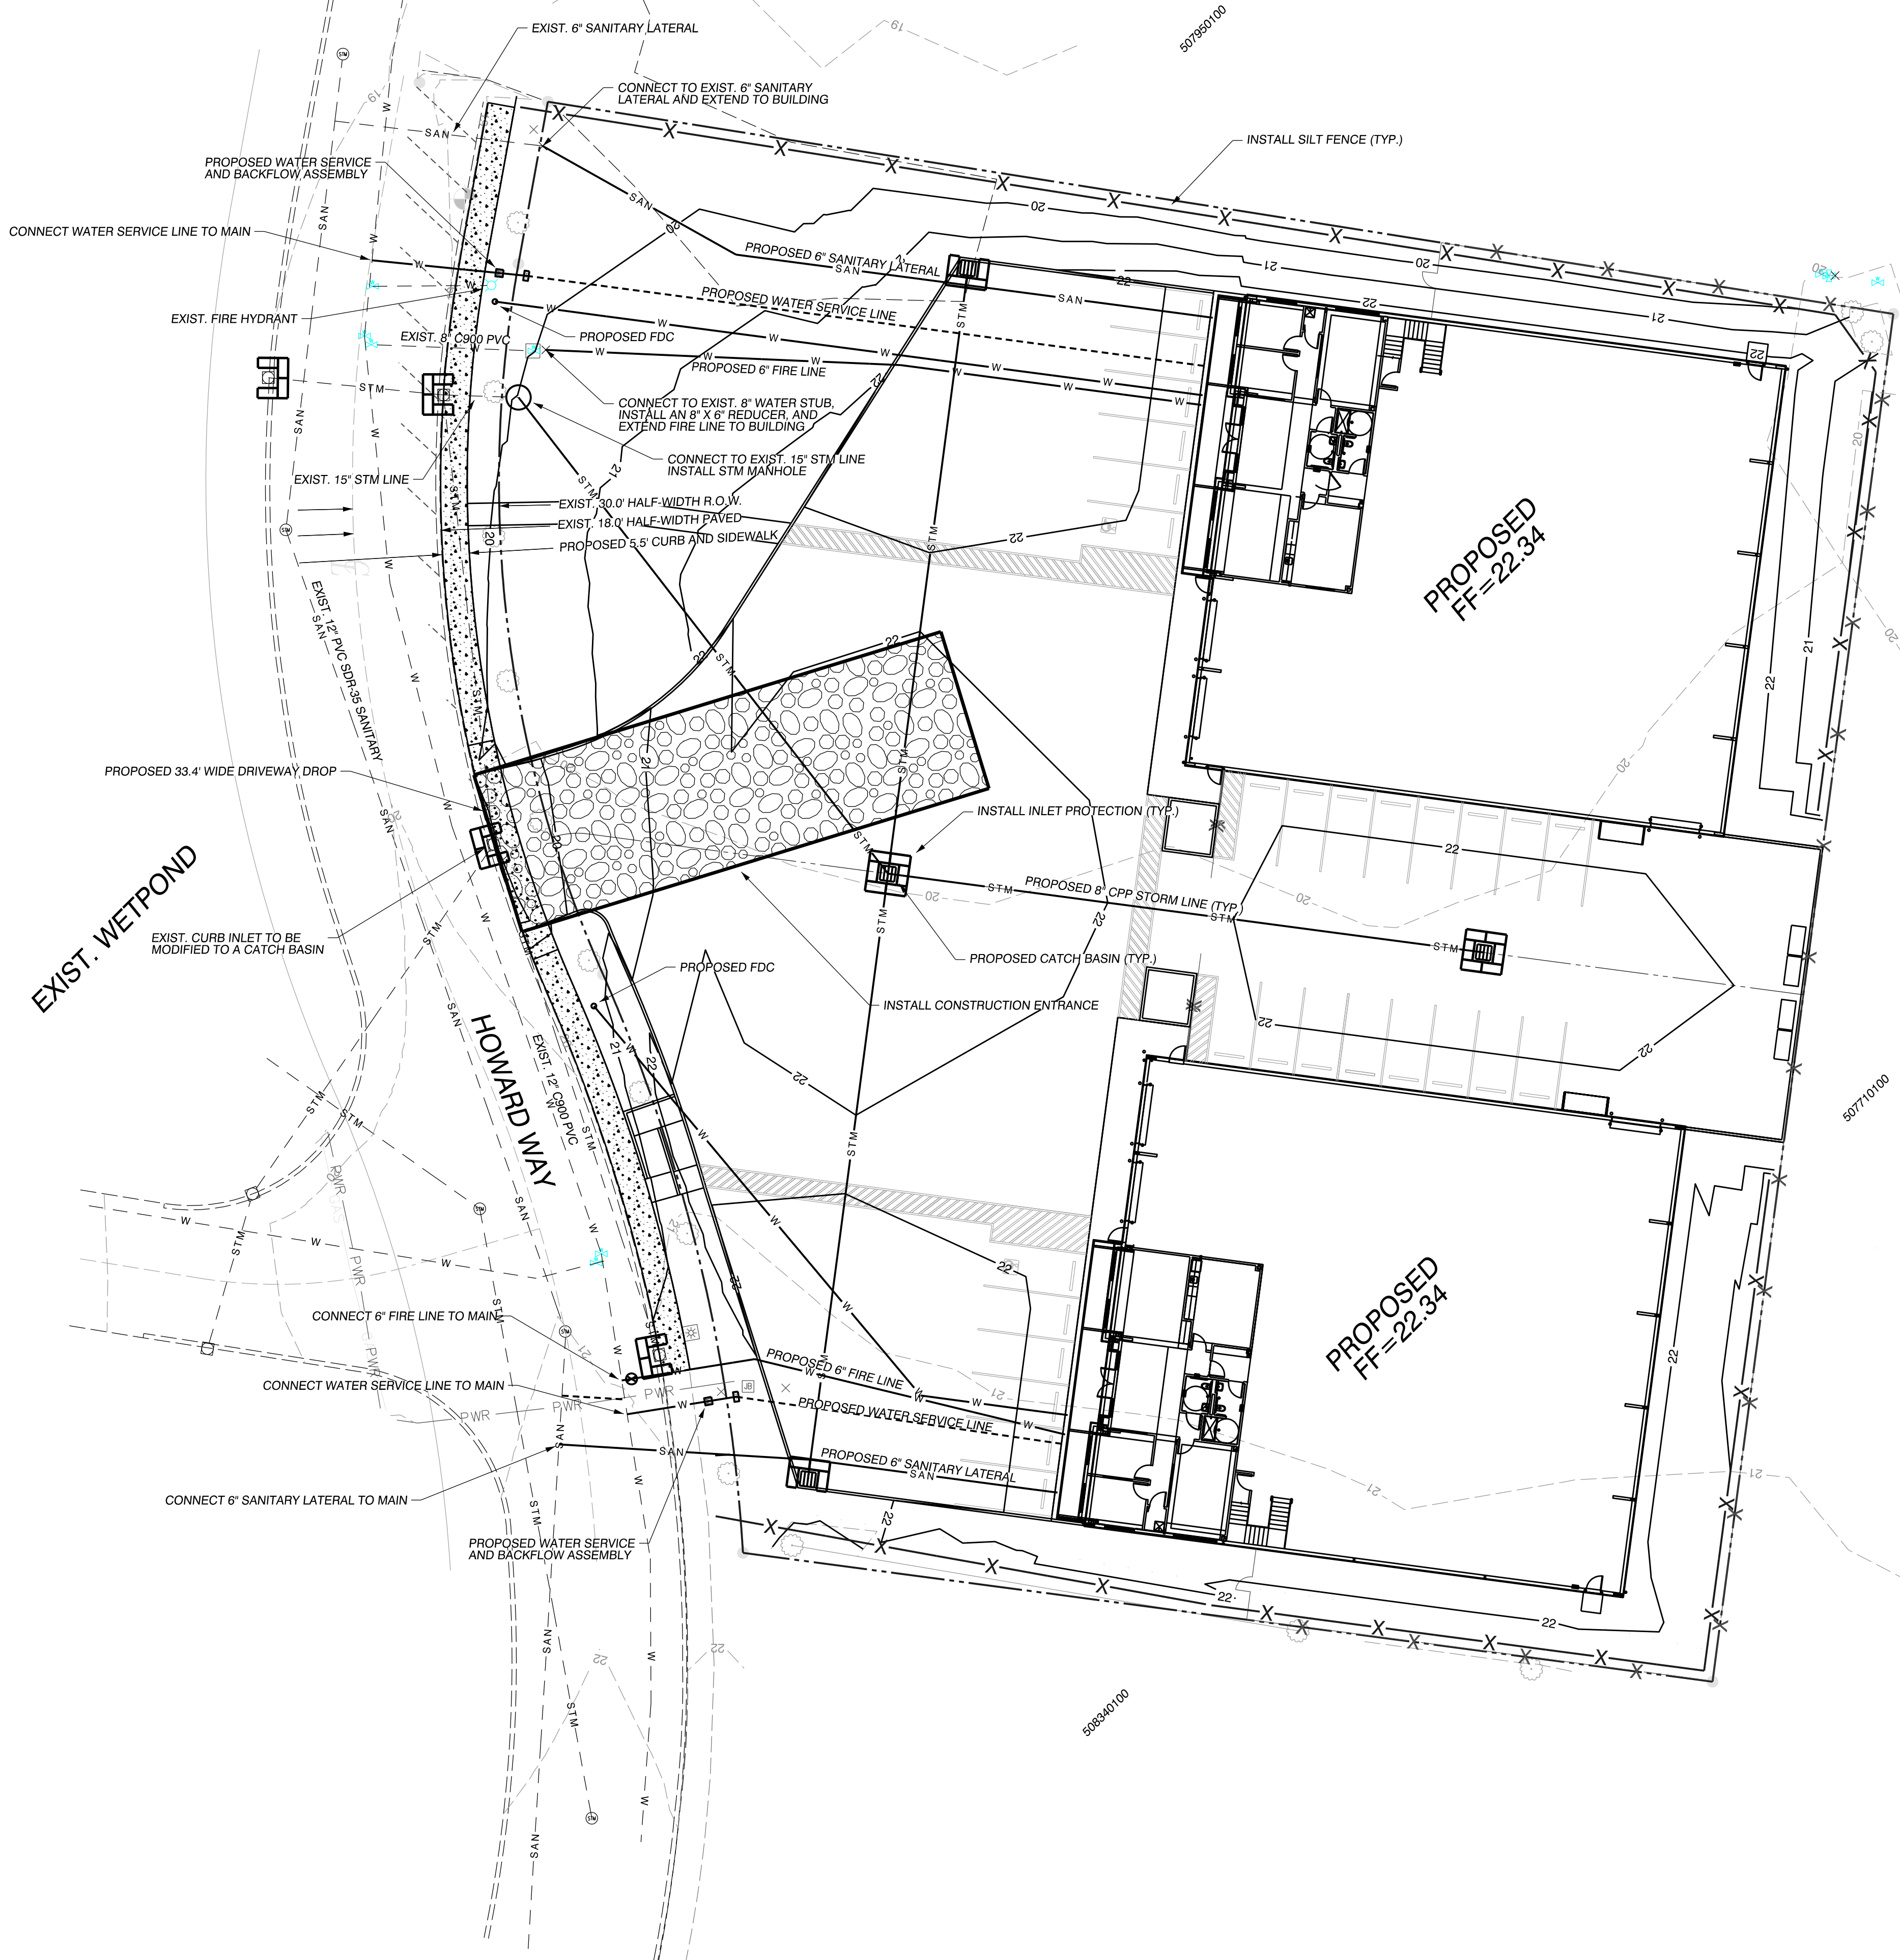 507950100
EXIST. 6" SANITARY LATERAL
CONNECT TO EXIST. 6" SANITARY
LATERAL AND EXTEND TO BUILDING
INSTALL SILT FENCE (TYP.)
PROPOSED WATER SERVICE
AND BACKFLOW ASSEMBLY
CONNECT WATER SERVICE LINE TO MAIN
PROPOSED 6" SANITARY LATERAL
PROPOSED WATER SERVICE LINE
EXIST. FIRE HYDRANT
PROPOSED FDC
EXIST. 8" C900 PVC
PROPOSED 6" FIRE LINE
CONNECT TO EXIST. 8" WATER STUB,
INSTALL AN 8" X 6" REDUCER, AND
EXTEND FIRE LINE TO BUILDING
CONNECT TO EXIST. 15" STM LINE
INSTALL STM MANHOLE
EXIST. 15" STM LINE
EXIST. 30.0' HALF-WIDTH R.O.W.
EXIST. 18.0' HALF-WIDTH PAVED
PROPOSED 5.5' CURB AND SIDEWALK
PROPOSED
FF=22.34
EXIST. 12" PVC SDR-35 SANITARY
PROPOSED 33.4' WIDE DRIVEWAY DROP
INSTALL INLET PROTECTION (TYP.)
PROPOSED 8" CPP STORM LINE (TYP.)
EXIST. WETPOND
EXIST. CURB INLET TO BE
MODIFIED TO A CATCH BASIN
PROPOSED CATCH BASIN (TYP.)
PROPOSED FDC
INSTALL CONSTRUCTION ENTRANCE
HOWARD WAY
EXIST. 12" C900 PVC
507710100
PROPOSED
FF=22.34
CONNECT 6" FIRE LINE TO MAIN
PROPOSED 6" FIRE LINE
CONNECT WATER SERVICE LINE TO MAIN
JB
PROPOSED WATER SERVICE LINE
PROPOSED 6" SANITARY LATERAL
CONNECT 6" SANITARY LATERAL TO MAIN
PROPOSED WATER SERVICE
AND BACKFLOW ASSEMBLY
508340100
SAN
STM
W
PWR
19
20
21
22